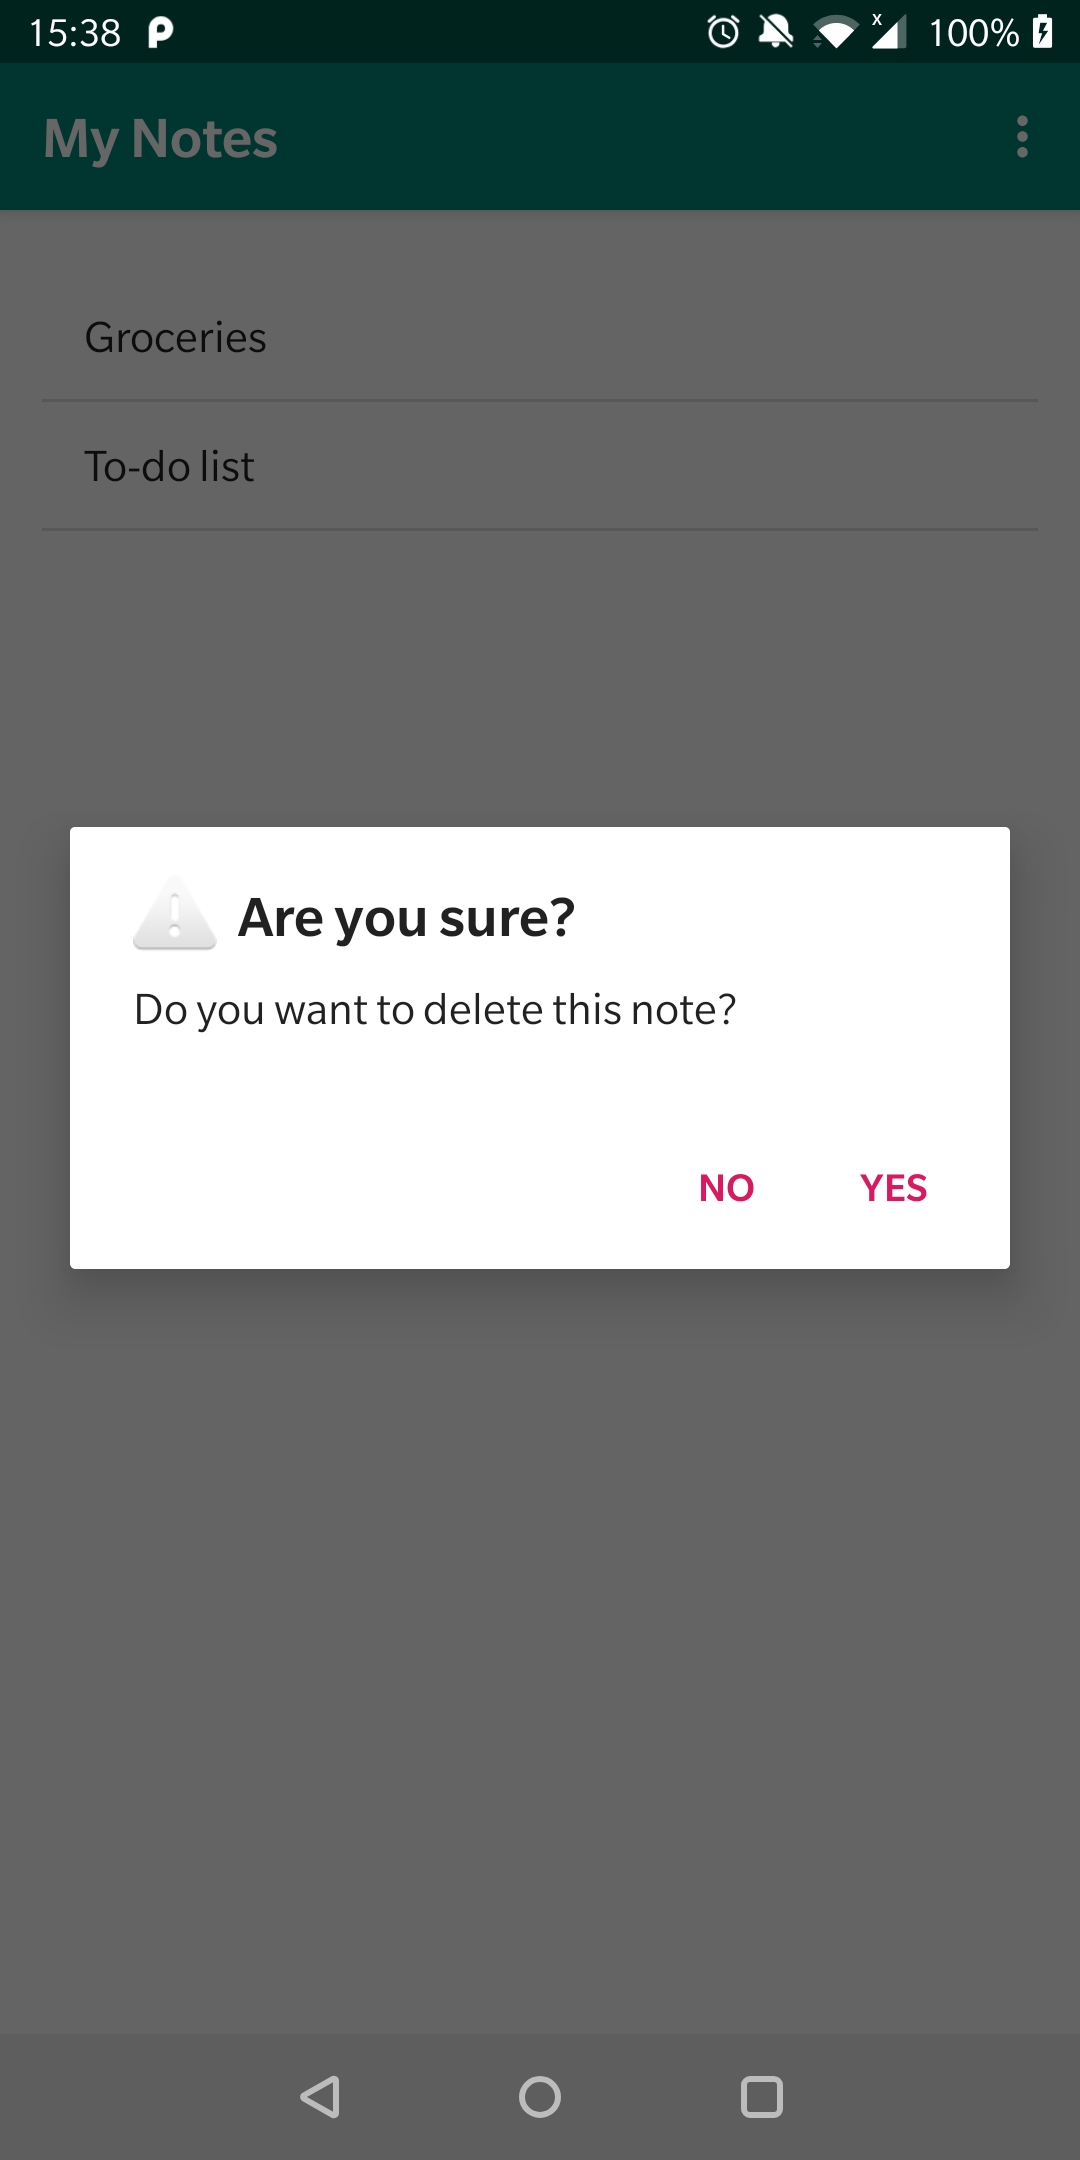 15:38
x
100%
My Notes
Groceries
To-do list
Are you sure?
Do you want to delete this note?
NO YES